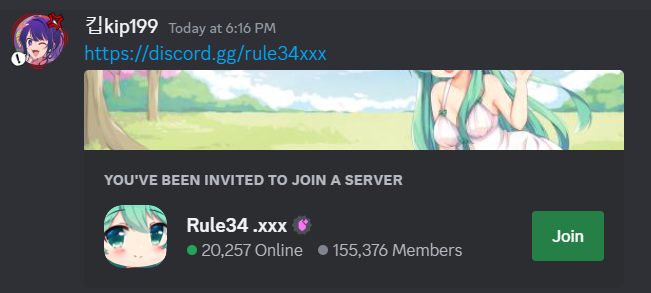 킵kip199 Today at 6:16 PM
https://discord.gg/rule34xxx
YOU'VE BEEN INVITED TO JOIN A SERVER
Rule34 .xxx
20,257 Online 155,376 Members
Join